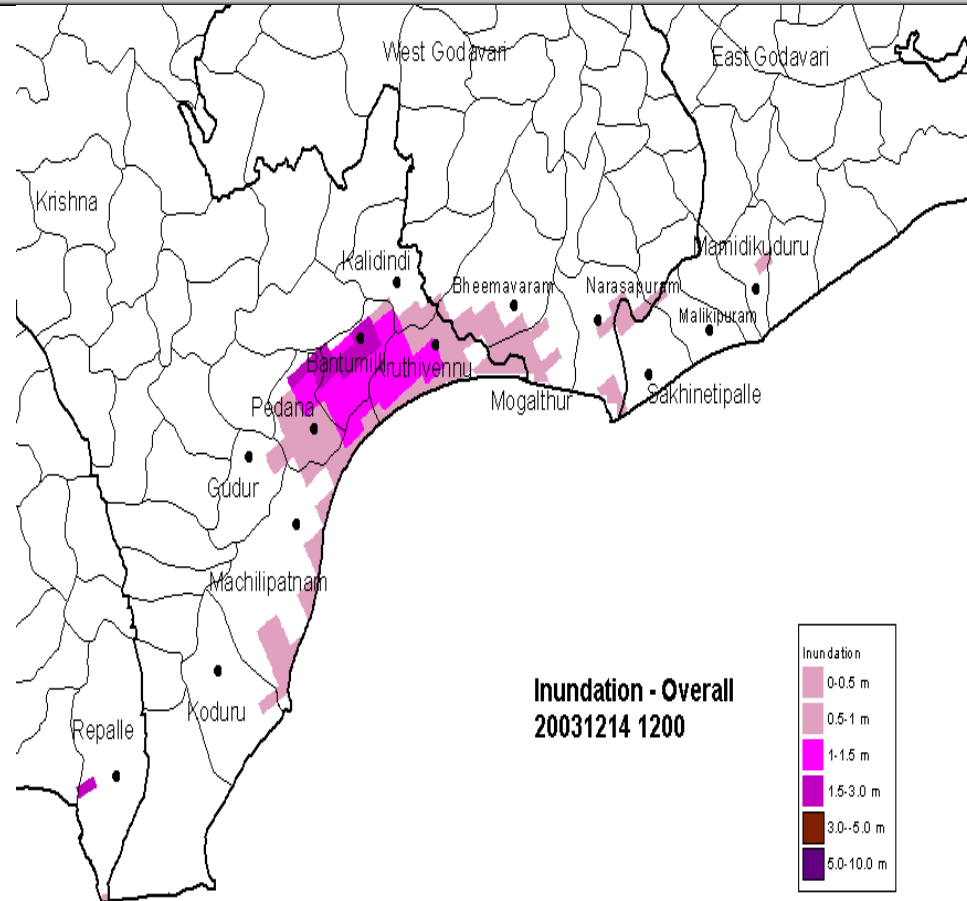 West Godavari
East Godavari
Krishna
Mamidikuduru
Kalidindi
Bheemavaram
Narasapuram
Malikipuram
Bantumilli
Kruthivennu
Sakhinetipalle
Mogalthur
Pedana
Gudur
Machilipatnam
Koduru
Repalle
Inundation - Overall
20031214 1200
Inundation
0-0.5 m
0.5-1 m
1-1.5 m
1.5-3.0 m
3.0--5.0 m
5.0-10.0 m